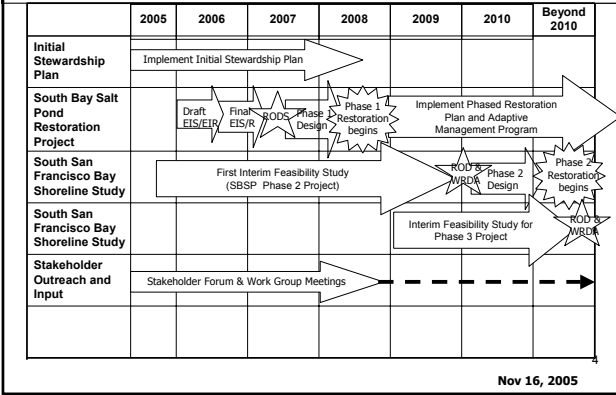 2005 2006 2007 2008 2009 2010 Beyond
2010
Initial
Stewardship
Plan
Implement Initial Stewardship Plan
South Bay Salt
Pond
Restoration
Project
Draft
EIS/EIR
Final
EIS/R
RODS
Phase 1
Design
Phase 1
Restoration
begins
Implement Phased Restoration
Plan and Adaptive
Management Program
South San
Francisco Bay
Shoreline Study
First Interim Feasibility Study
(SBSP Phase 2 Project)
ROD &
WRDA
Phase 2
Design
Phase 2
Restoration
begins
South San
Francisco Bay
Shoreline Study
Interim Feasibility Study for
Phase 3 Project
ROD &
WRDA
Stakeholder
Outreach and
Input
Stakeholder Forum & Work Group Meetings
4
Nov 16, 2005